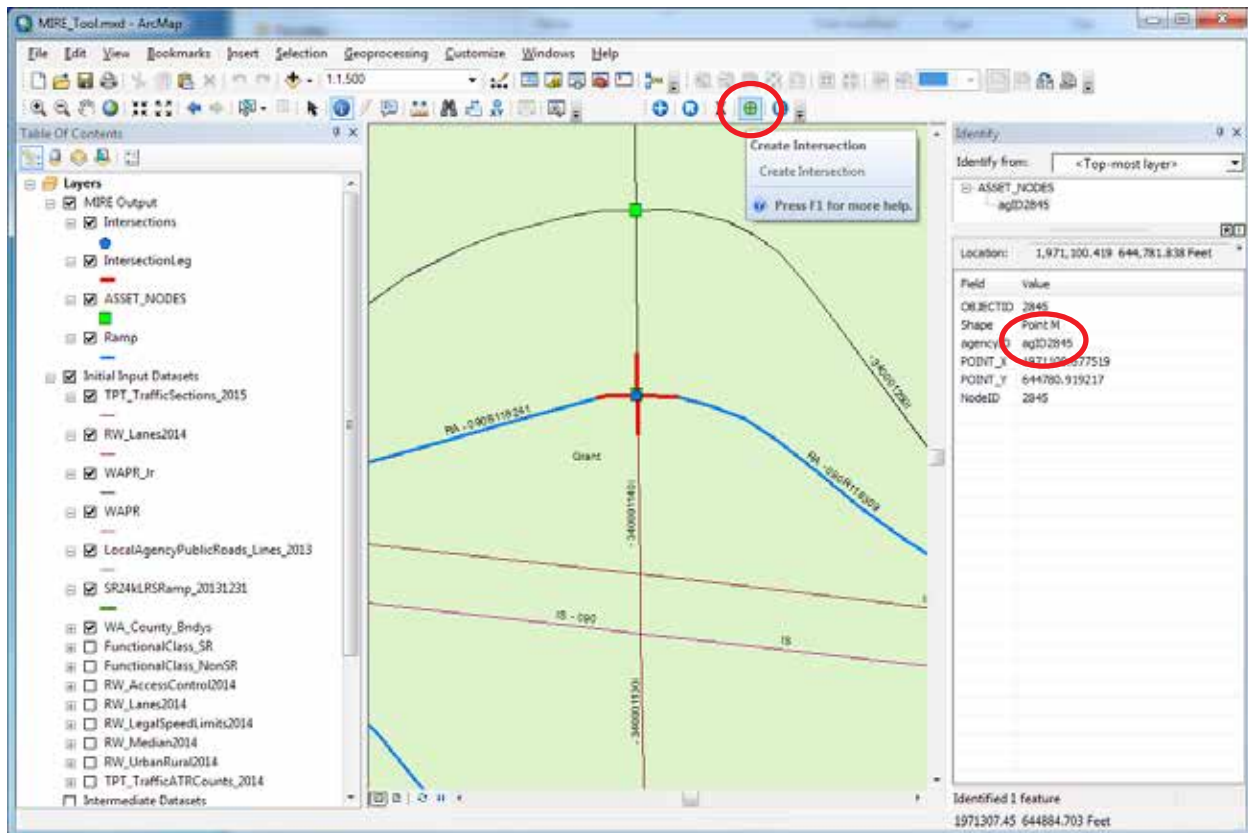 MIRE_Tool.mxd - ArcMap
File Edit View Bookmarks Insert Selection Geoprocessing Customize Windows Help
1:1,500
Table Of Contents
Layers
MIRE Output
Intersections
IntersectionLeg
ASSET_NODES
Ramp
Initial Input Datasets
TPT_TrafficSections_2015
RW_Lanes2014
WAPR_Jr
WAPR
LocalAgencyPublicRoads_Lines_2013
SR24kLRSRamp_20131231
WA_County_Bndys
FunctionalClass_SR
FunctionalClass_NonSR
RW_AccessControl2014
RW_Lanes2014
RW_LegalSpeedLimits2014
RW_Median2014
RW_UrbanRural2014
TPT_TrafficATRCounts_2014
Intermediate Datasets
Create Intersection
Create Intersection
Press F1 for more help.
Grant
IS - 090
IS
Identify
Identify from: <Top-most layer>
ASSET_NODES
agID2845
Location: 1,971,100.419 644,781.838 Feet
Field Value
OBJECTID 2845
Shape Point M
agID2845
POINT_X
POINT_Y 644780.919217
NodeID 2845
Identified 1 feature
1971307.45 644884.703 Feet